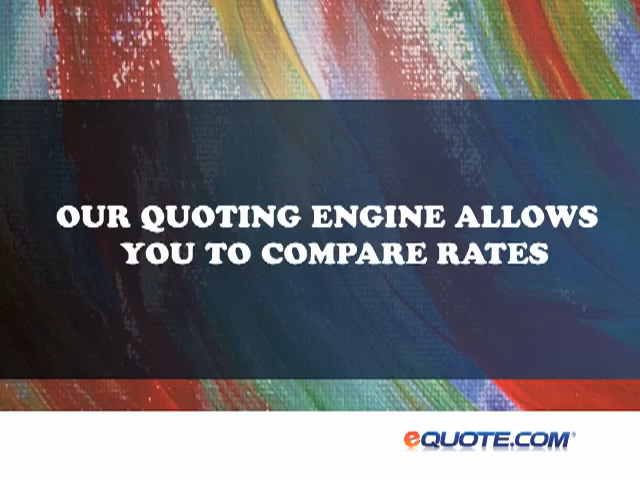 OUR QUOTING ENGINE ALLOWS
YOU TO COMPARE RATES
eQUOTE.COM